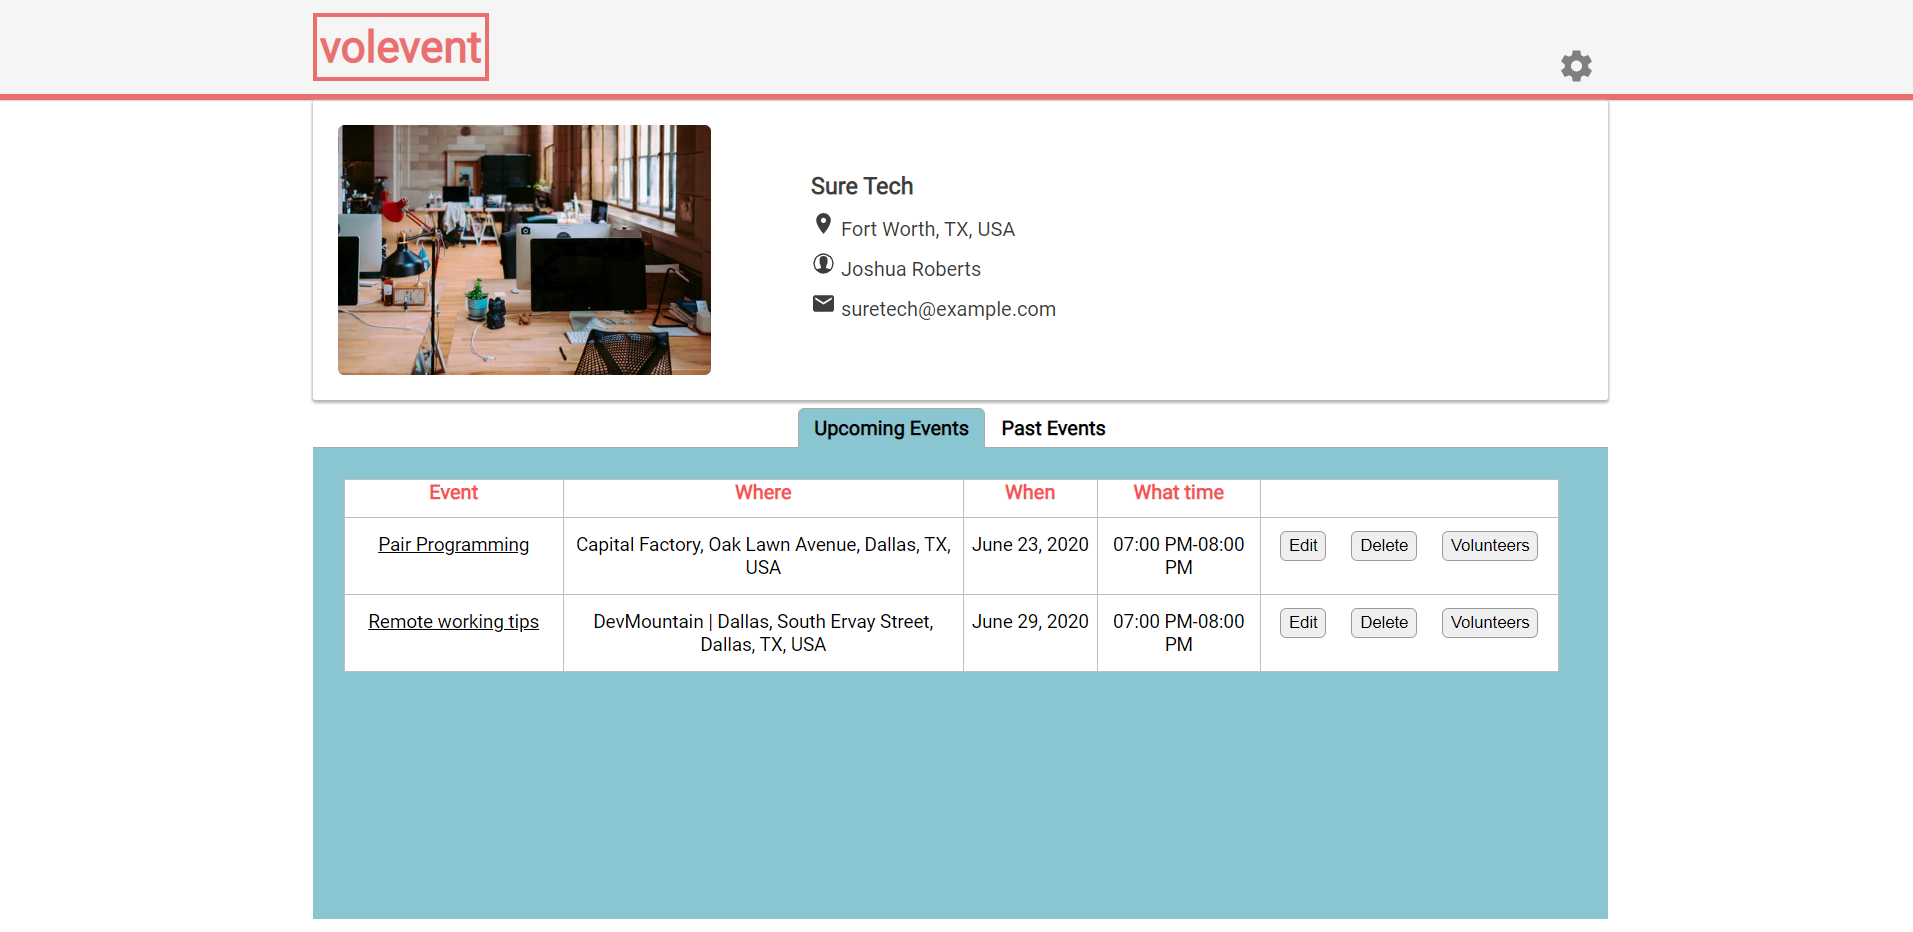 volevent
Sure Tech
Fort Worth, TX, USA
Joshua Roberts
suretech@example.com
Upcoming Events Past Events
Event Where When What time
Pair Programming Capital Factory, Oak Lawn Avenue, Dallas, TX, June 23, 2020 07:00 PM-08:00 Edit Delete Volunteers
USA PM
Remote working tips DevMountain | Dallas, South Ervay Street, June 29, 2020 07:00 PM-08:00 Edit Delete Volunteers
Dallas, TX, USA PM